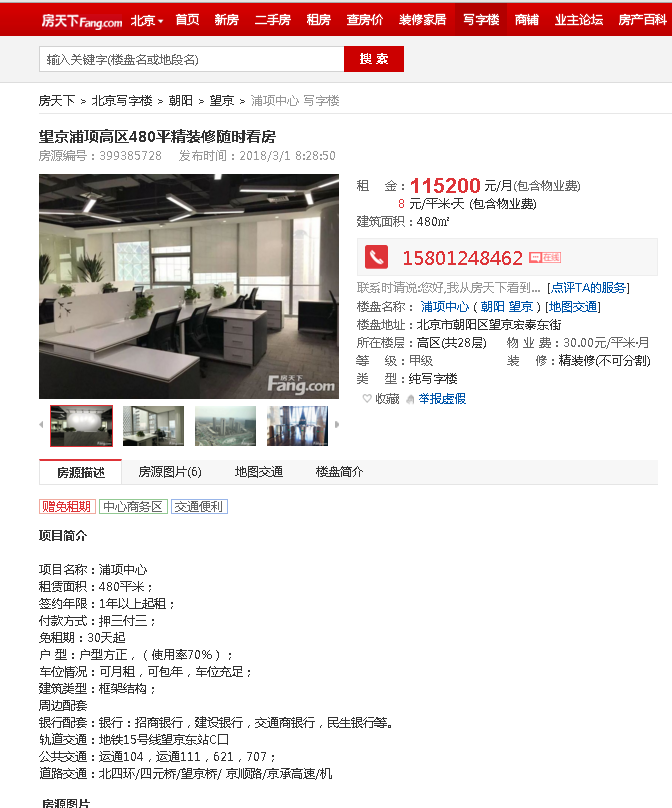 房天下Fang.com 北京 首页 新房 二手房 租房 查房价 装修家居 写字楼 商铺 业主论坛 房产百科
输入关键字(楼盘名或地段名) 搜 索
房天下 > 北京写字楼 > 朝阳 > 望京 > 浦项中心 写字楼
望京浦项高区480平精装修随时看房
房源编号：399385728 发布时间：2018/3/1 8:28:50
租 金：115200 元/月(包含物业费)
8 元/平米·天 (包含物业费)
建筑面积：480㎡
15801248462 在线
联系时请说:您好,我从房天下看到... [点评TA的服务]
楼盘名称： 浦项中心 ( 朝阳 望京 ) [地图交通]
楼盘地址：北京市朝阳区望京宏泰东街
所在楼层：高区(共28层) 物 业 费：30.00元/平米·月
等 级：甲级 装 修：精装修(不可分割)
类 型：纯写字楼
收藏 举报虚假
房天下
Fang.com
房源描述 房源图片(6) 地图交通 楼盘简介
赠免租期 中心商务区 交通便利
项目简介
项目名称：浦项中心
租赁面积：480平米；
签约年限：1年以上起租；
付款方式：押三付三；
免租期：30天起
户 型：户型方正，（使用率70%）；
车位情况：可月租，可包年，车位充足；
建筑类型：框架结构；
周边配套
银行配套：银行：招商银行，建设银行，交通商银行，民生银行等。
轨道交通：地铁15号线望京东站C口
公共交通：运通104，运通111，621，707；
道路交通：北四环/四元桥/望京桥/ 京顺路/京承高速/机
房源图片